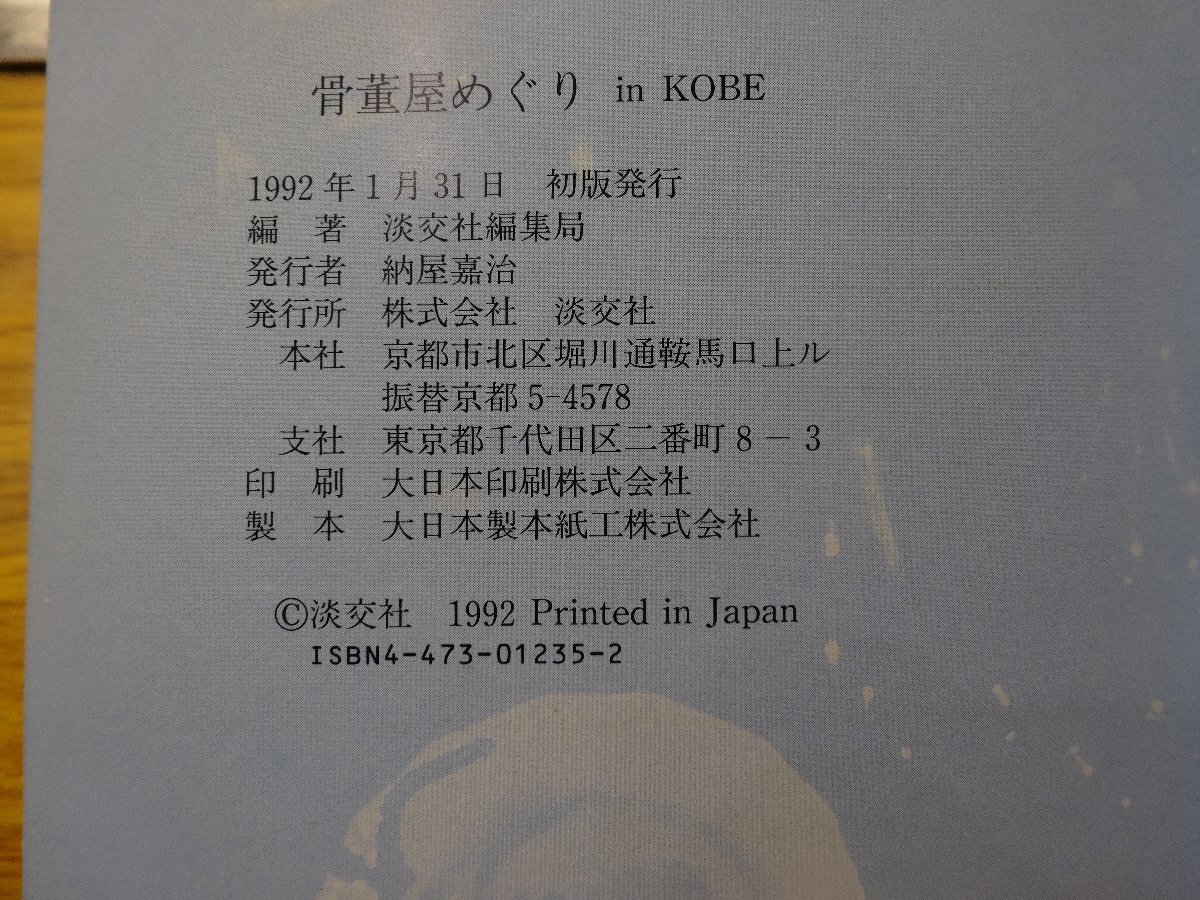 骨董屋めぐり in KOBE
1992年1月31日 初版発行
編 著 淡交社編集局
発行者 納屋嘉治
発行所 株式会社 淡交社
本社 京都市北区堀川通鞍馬口上ル
振替京都5-4578
支社 東京都千代田区二番町8-3
印 刷 大日本印刷株式会社
製 本 大日本製本紙工株式会社
©淡交社 1992 Printed in Japan
ISBN4-473-01235-2